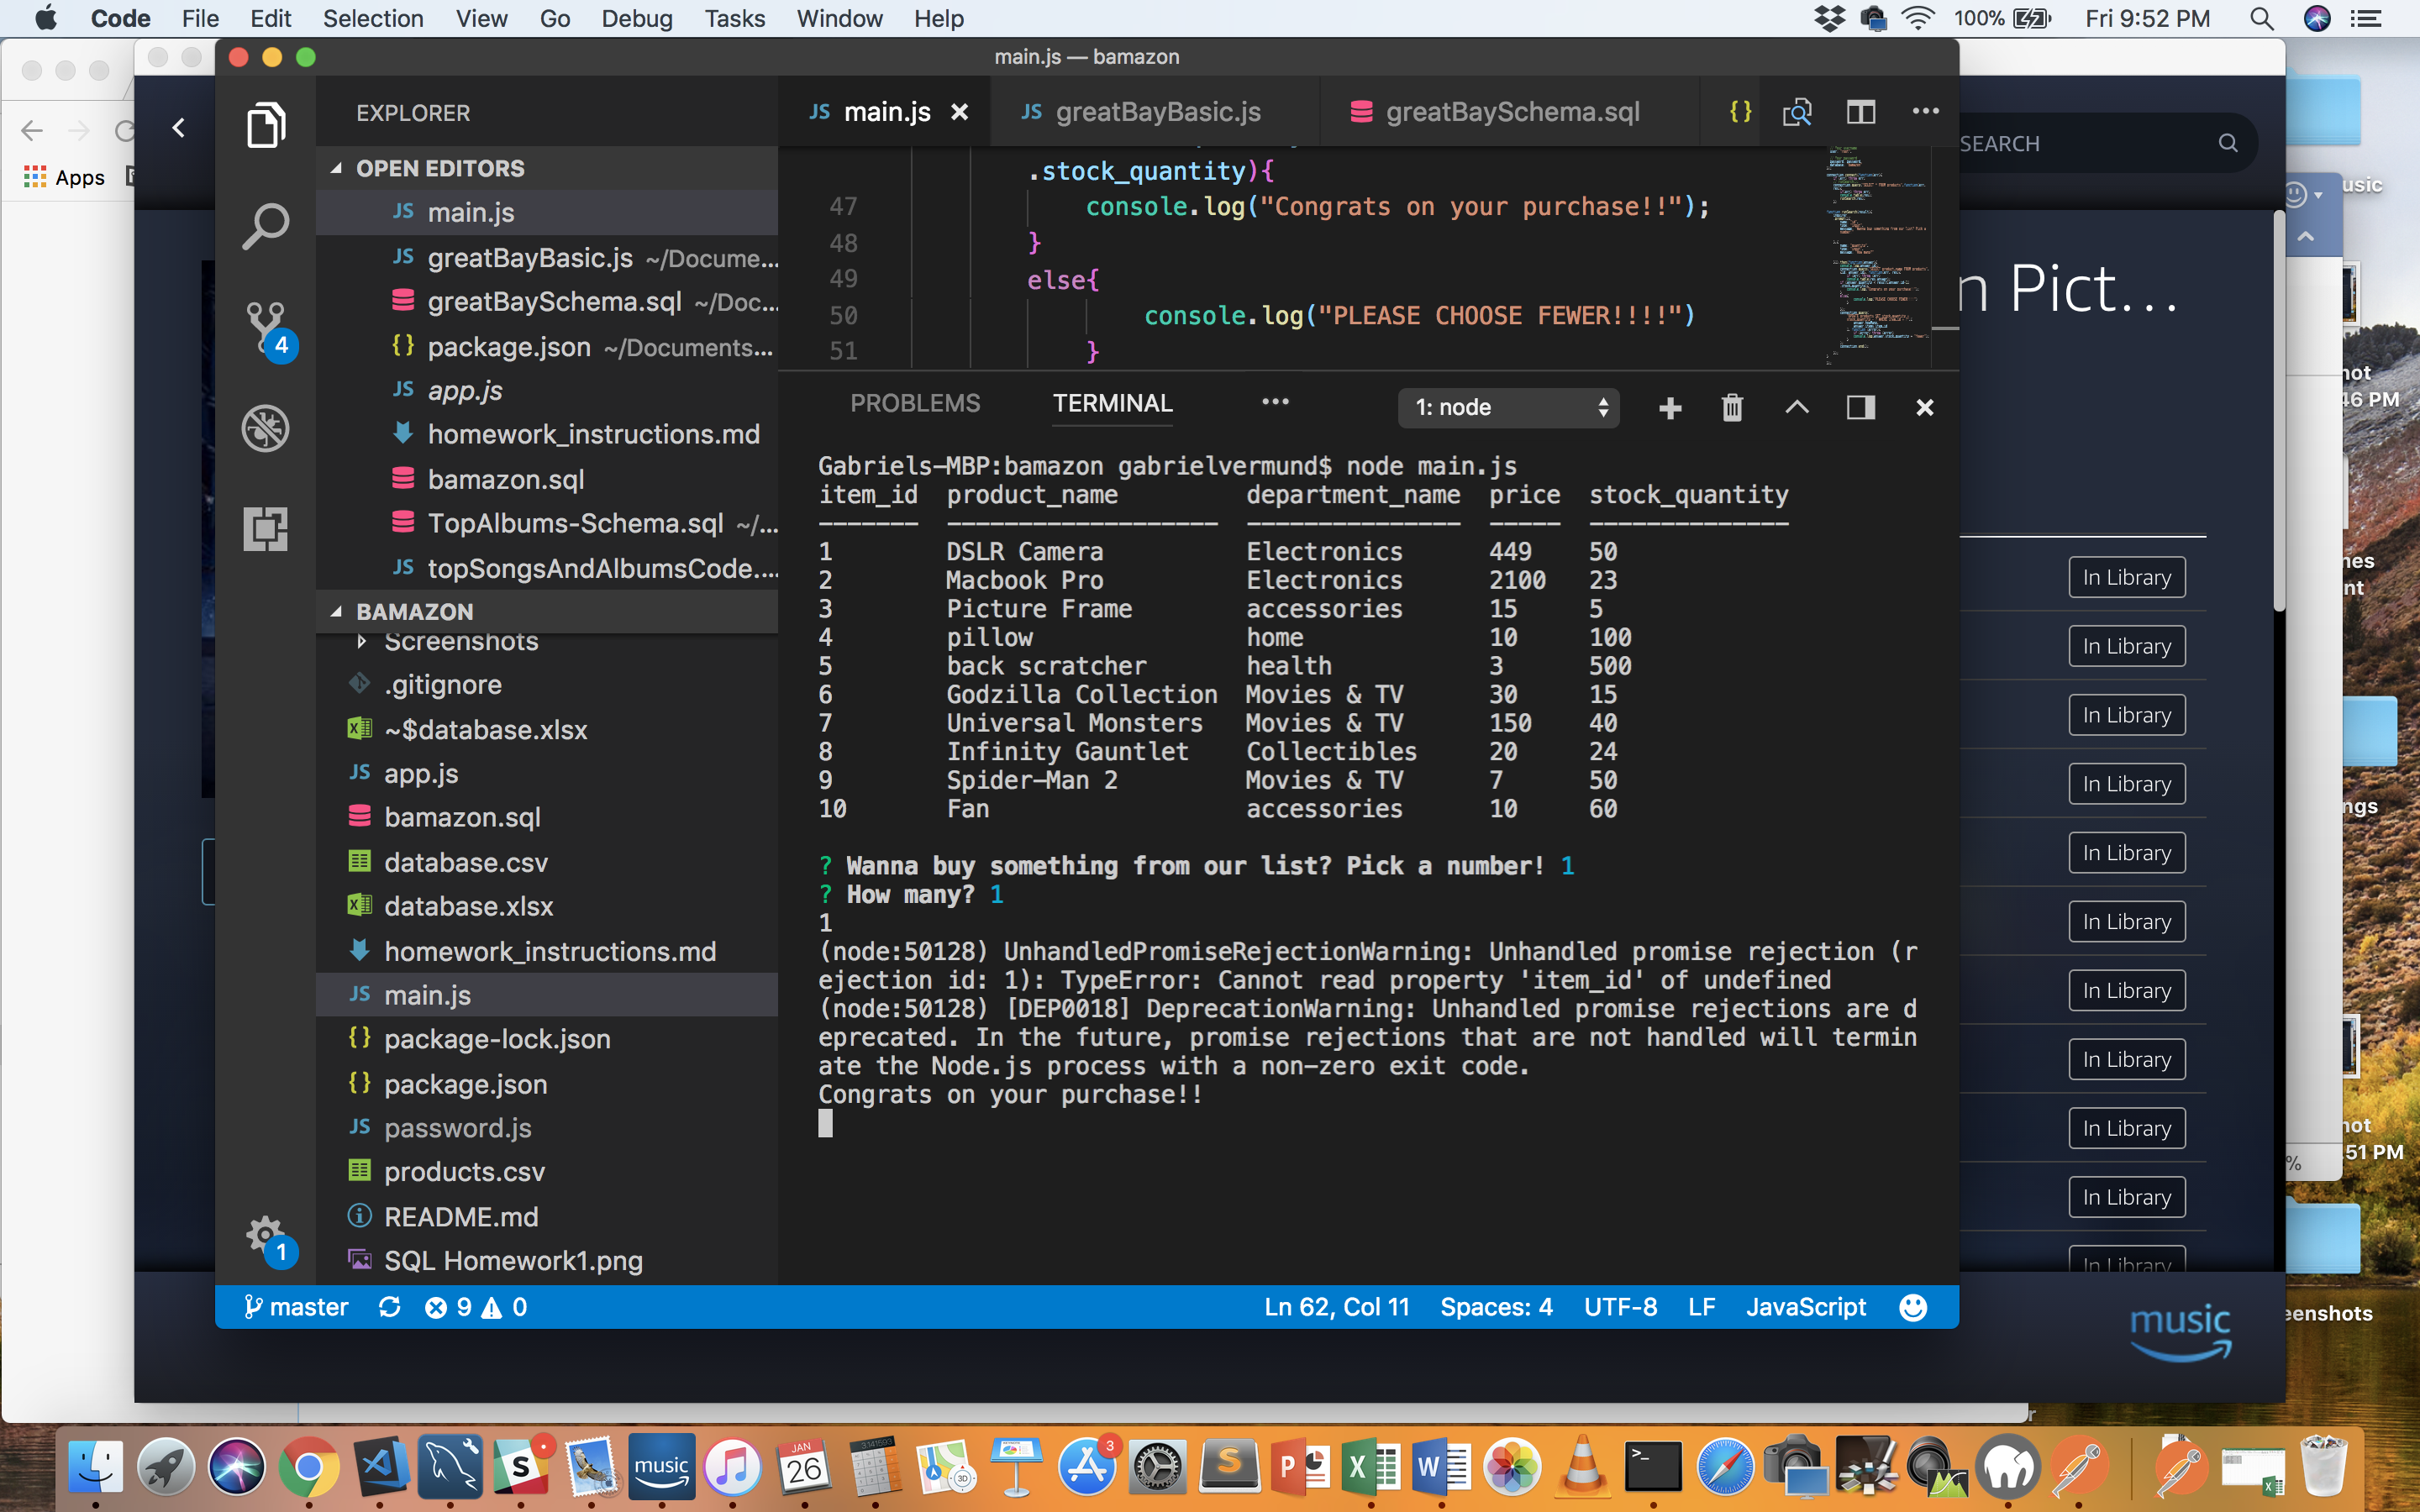 Code File Edit Selection View Go Debug Tasks Window Help
100% Fri 9:52 PM
main.js — bamazon
Apps
EXPLORER
OPEN EDITORS
JS main.js
JS greatBayBasic.js ~/Docume...
greatBaySchema.sql ~/Doc...
{} package.json ~/Documents...
JS app.js
homework_instructions.md
bamazon.sql
TopAlbums-Schema.sql ~/...
JS topSongsAndAlbumsCode....
BAMAZON
Screenshots
.gitignore
~$database.xlsx
JS app.js
bamazon.sql
database.csv
database.xlsx
homework_instructions.md
JS main.js
{} package-lock.json
{} package.json
JS password.js
products.csv
README.md
SQL Homework1.png
4
1
JS main.js
JS greatBayBasic.js
greatBaySchema.sql
{}
.stock_quantity){
47 console.log("Congrats on your purchase!!");
48 }
49 else{
50 console.log("PLEASE CHOOSE FEWER!!!!")
51 }
PROBLEMS TERMINAL ••• 1: node
Gabriels-MBP:bamazon gabrielvermund$ node main.js
item_id product_name department_name price stock_quantity
------- ------------------- --------------- ----- --------------
1 DSLR Camera Electronics 449 50
2 Macbook Pro Electronics 2100 23
3 Picture Frame accessories 15 5
4 pillow home 10 100
5 back scratcher health 3 500
6 Godzilla Collection Movies & TV 30 15
7 Universal Monsters Movies & TV 150 40
8 Infinity Gauntlet Collectibles 20 24
9 Spider-Man 2 Movies & TV 7 50
10 Fan accessories 10 60
? Wanna buy something from our list? Pick a number! 1
? How many? 1
1
(node:50128) UnhandledPromiseRejectionWarning: Unhandled promise rejection (r
ejection id: 1): TypeError: Cannot read property 'item_id' of undefined
(node:50128) [DEP0018] DeprecationWarning: Unhandled promise rejections are d
eprecated. In the future, promise rejections that are not handled will termin
ate the Node.js process with a non-zero exit code.
Congrats on your purchase!!
master 9 0 Ln 62, Col 11 Spaces: 4 UTF-8 LF JavaScript
SEARCH
n Pict...
In Library
In Library
In Library
In Library
In Library
In Library
In Library
In Library
In Library
In Library
In Library
music
usic
not
46 PM
nes
nt
ngs
not
.51 PM
%
eenshots
music
JAN
26
3